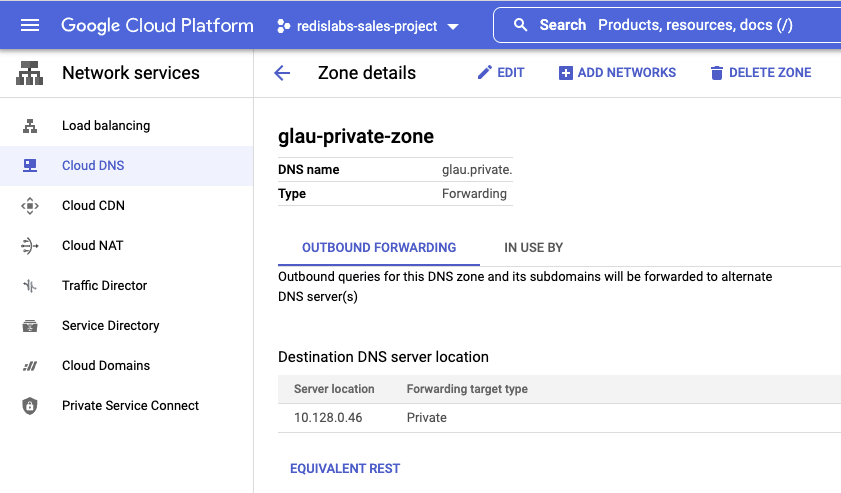 Google Cloud Platform redislabs-sales-project Search Products, resources, docs (/)
Network services
Zone details EDIT ADD NETWORKS DELETE ZONE
Load balancing
Cloud DNS
Cloud CDN
Cloud NAT
Traffic Director
Service Directory
Cloud Domains
Private Service Connect
glau-private-zone
DNS name glau.private.
Type Forwarding
OUTBOUND FORWARDING IN USE BY
Outbound queries for this DNS zone and its subdomains will be forwarded to alternate
DNS server(s)
Destination DNS server location
Server location Forwarding target type
10.128.0.46 Private
EQUIVALENT REST